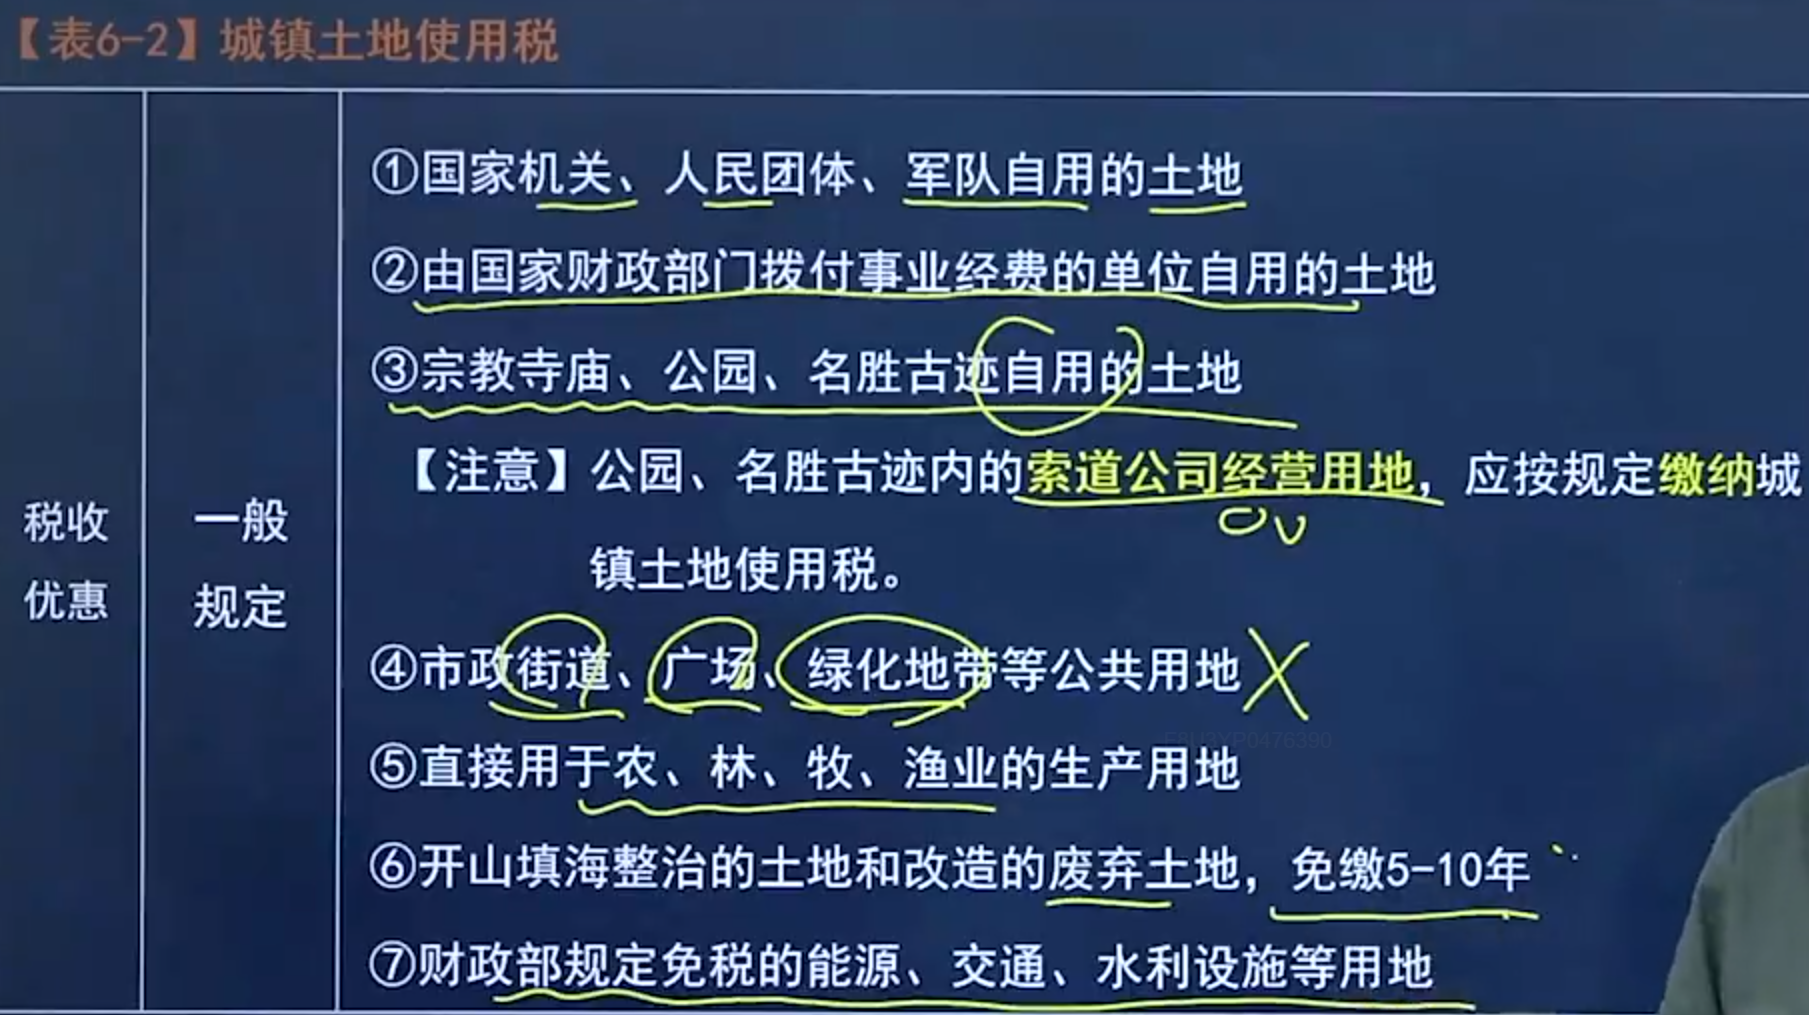 【表6-2】城镇土地使用税
税收
优惠
一般
规定
①国家机关、人民团体、军队自用的土地
②由国家财政部门拨付事业经费的单位自用的土地
③宗教寺庙、公园、名胜古迹自用的土地
【注意】公园、名胜古迹内的索道公司经营用地，应按规定缴纳城
镇土地使用税。
④市政街道、广场、绿化地带等公共用地
⑤直接用于农、林、牧、渔业的生产用地
F8U3YP0476390
⑥开山填海整治的土地和改造的废弃土地，免缴5-10年
⑦财政部规定免税的能源、交通、水利设施等用地